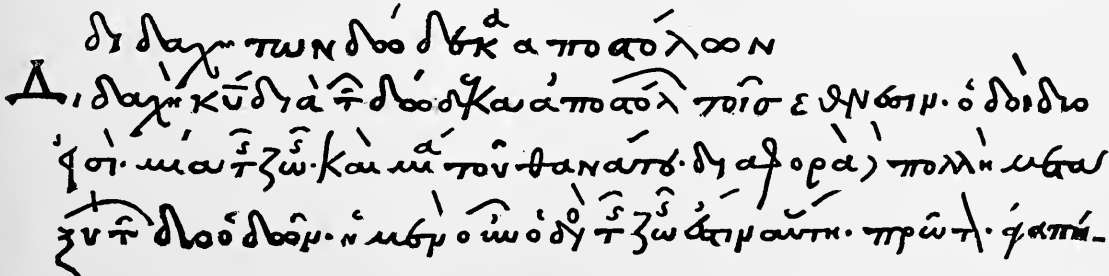 διδαχὴ τῶν δώδεκα ἀποστόλων
Διδαχὴ κ̅υ̅ διὰ τῶν δώδεκα ἀποστόλων τοῖσ ἔθνεσιν· ὁδοὶ δύο
εἰσί· μία τῆς ζωῆς· καὶ μία τοῦ θανάτου· διαφορὰ δὲ πολλὴ μετα
ξὺ τῶν δύο ὁδῶν· ἡ μὲν οὖν ὁδὸς τῆς ζωῆς ἐστιν αὕτη· πρῶτον· ἀγαπή-